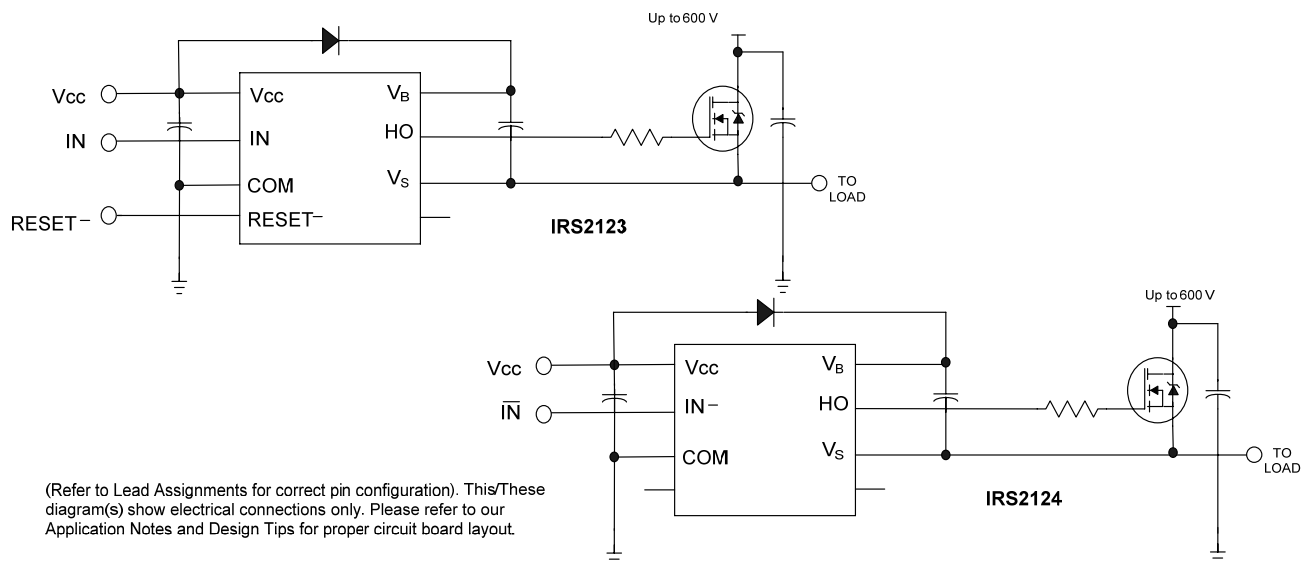 Up to 600 V
Vcc
IN
RESET‾
Vcc
IN
COM
RESET‾
VB
HO
VS
TO
LOAD
IRS2123
Up to 600 V
Vcc
I̅N̅
Vcc
IN‾
COM
VB
HO
VS
TO
LOAD
IRS2124
(Refer to Lead Assignments for correct pin configuration). This/These
diagram(s) show electrical connections only. Please refer to our
Application Notes and Design Tips for proper circuit board layout.